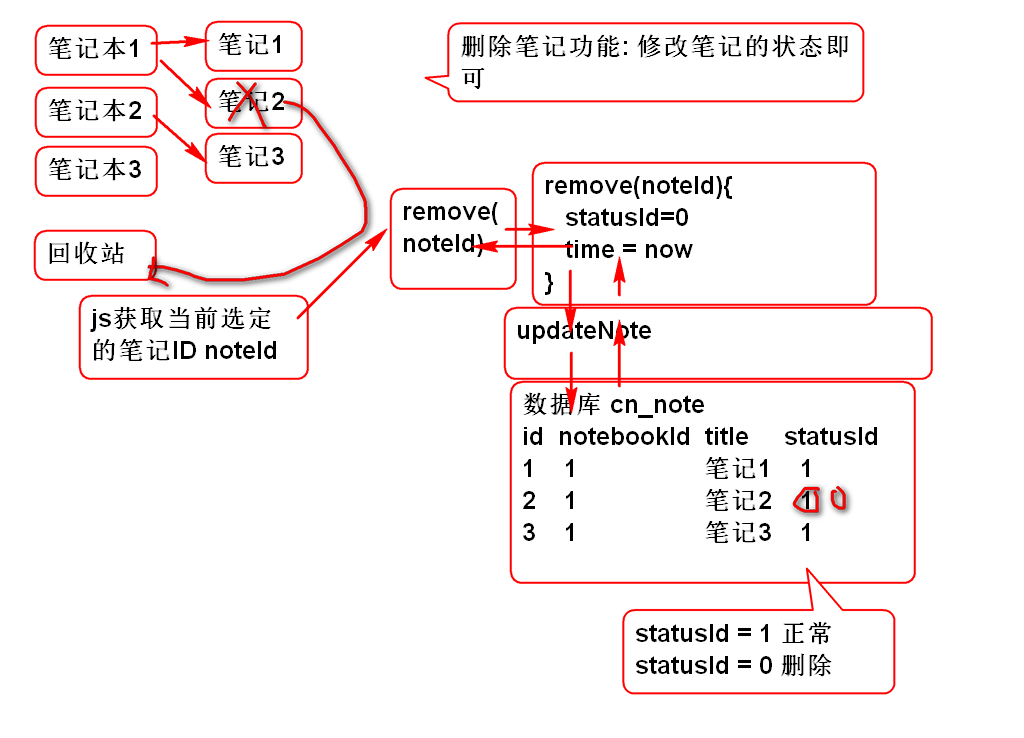 笔记本1
笔记1
笔记2
笔记本2
笔记3
笔记本3
回收站
删除笔记功能: 修改笔记的状态即
可
js获取当前选定
的笔记ID noteId
remove(
noteId)
remove(noteId){
statusId=0
time = now
}
updateNote
数据库 cn_note
id notebookId title statusId
1 1 笔记1 1
2 1 笔记2 1 0
3 1 笔记3 1
statusId = 1 正常
statusId = 0 删除